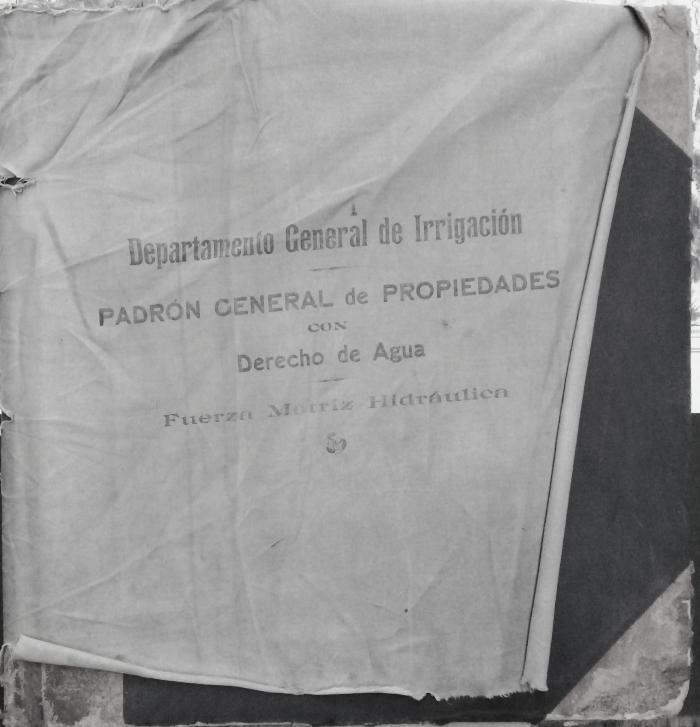 Departamento General de Irrigación
PADRÓN GENERAL de PROPIEDADES
CON
Derecho de Agua
Fuerza Motriz Hidráulica